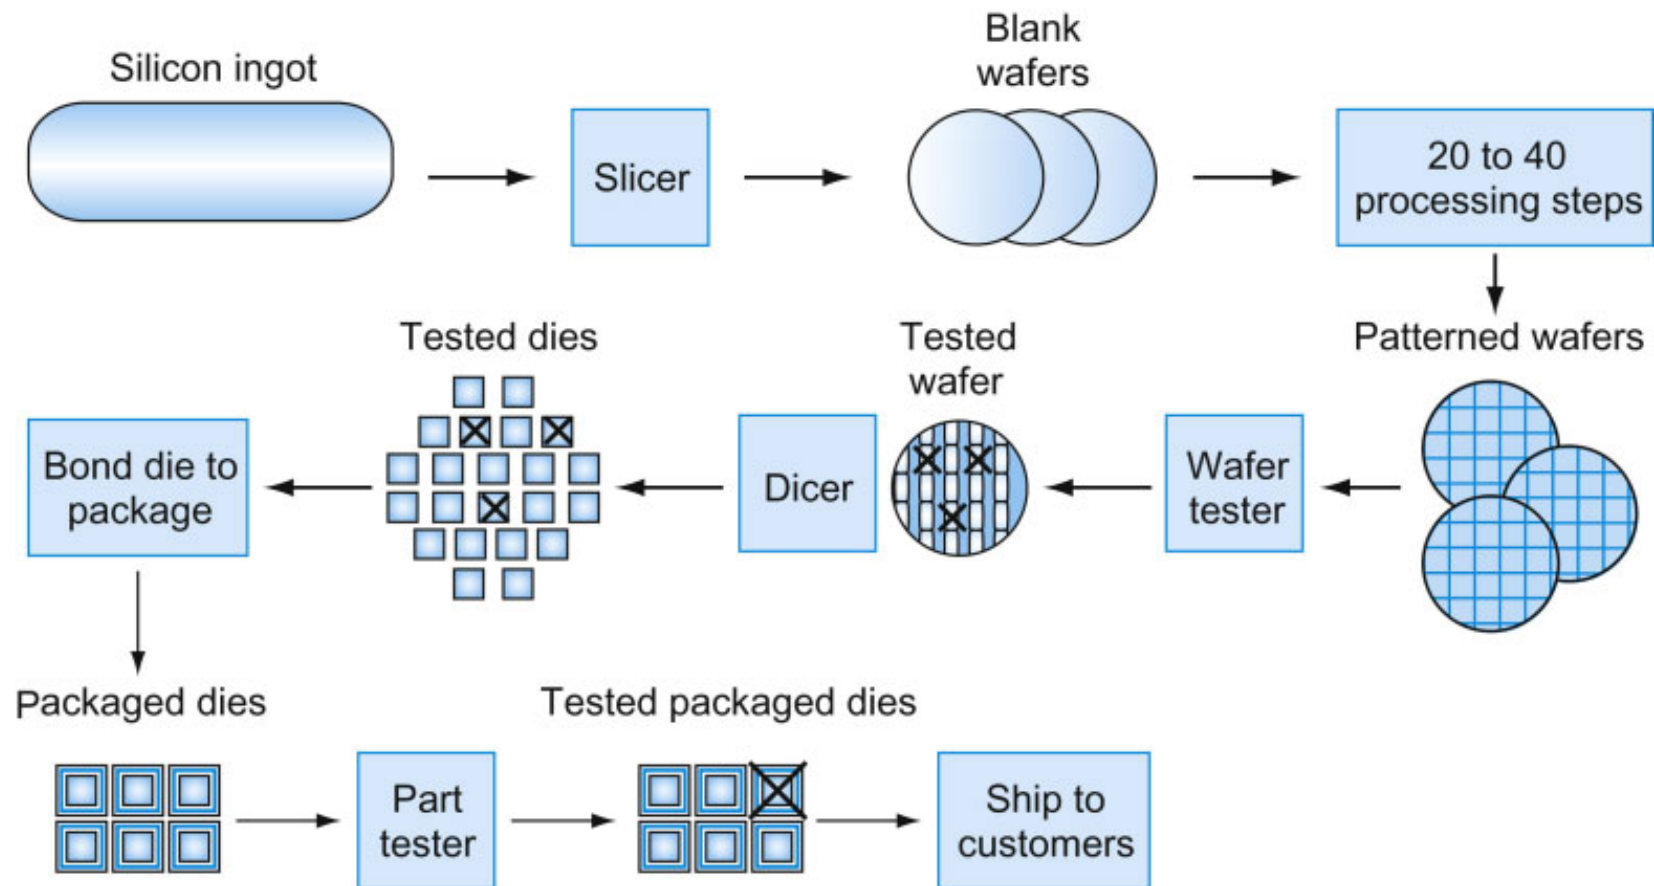 Silicon ingot
Slicer
Blank
wafers
20 to 40
processing steps
Tested dies
Tested
wafer
Patterned wafers
Bond die to
package
Dicer
Wafer
tester
Packaged dies
Tested packaged dies
Part
tester
Ship to
customers